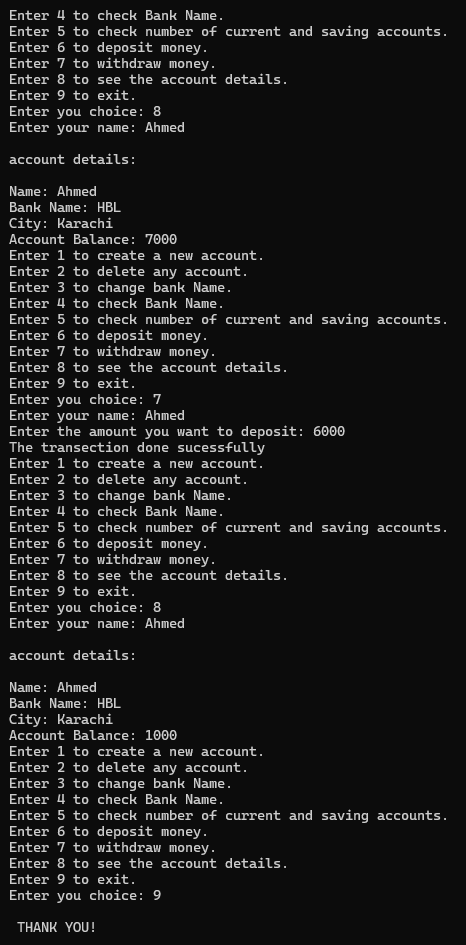 Enter 4 to check Bank Name.
Enter 5 to check number of current and saving accounts.
Enter 6 to deposit money.
Enter 7 to withdraw money.
Enter 8 to see the account details.
Enter 9 to exit.
Enter you choice: 8
Enter your name: Ahmed
account details:
Name: Ahmed
Bank Name: HBL
City: Karachi
Account Balance: 7000
Enter 1 to create a new account.
Enter 2 to delete any account.
Enter 3 to change bank Name.
Enter 4 to check Bank Name.
Enter 5 to check number of current and saving accounts.
Enter 6 to deposit money.
Enter 7 to withdraw money.
Enter 8 to see the account details.
Enter 9 to exit.
Enter you choice: 7
Enter your name: Ahmed
Enter the amount you want to deposit: 6000
The transection done sucessfully
Enter 1 to create a new account.
Enter 2 to delete any account.
Enter 3 to change bank Name.
Enter 4 to check Bank Name.
Enter 5 to check number of current and saving accounts.
Enter 6 to deposit money.
Enter 7 to withdraw money.
Enter 8 to see the account details.
Enter 9 to exit.
Enter you choice: 8
Enter your name: Ahmed
account details:
Name: Ahmed
Bank Name: HBL
City: Karachi
Account Balance: 1000
Enter 1 to create a new account.
Enter 2 to delete any account.
Enter 3 to change bank Name.
Enter 4 to check Bank Name.
Enter 5 to check number of current and saving accounts.
Enter 6 to deposit money.
Enter 7 to withdraw money.
Enter 8 to see the account details.
Enter 9 to exit.
Enter you choice: 9
THANK YOU!